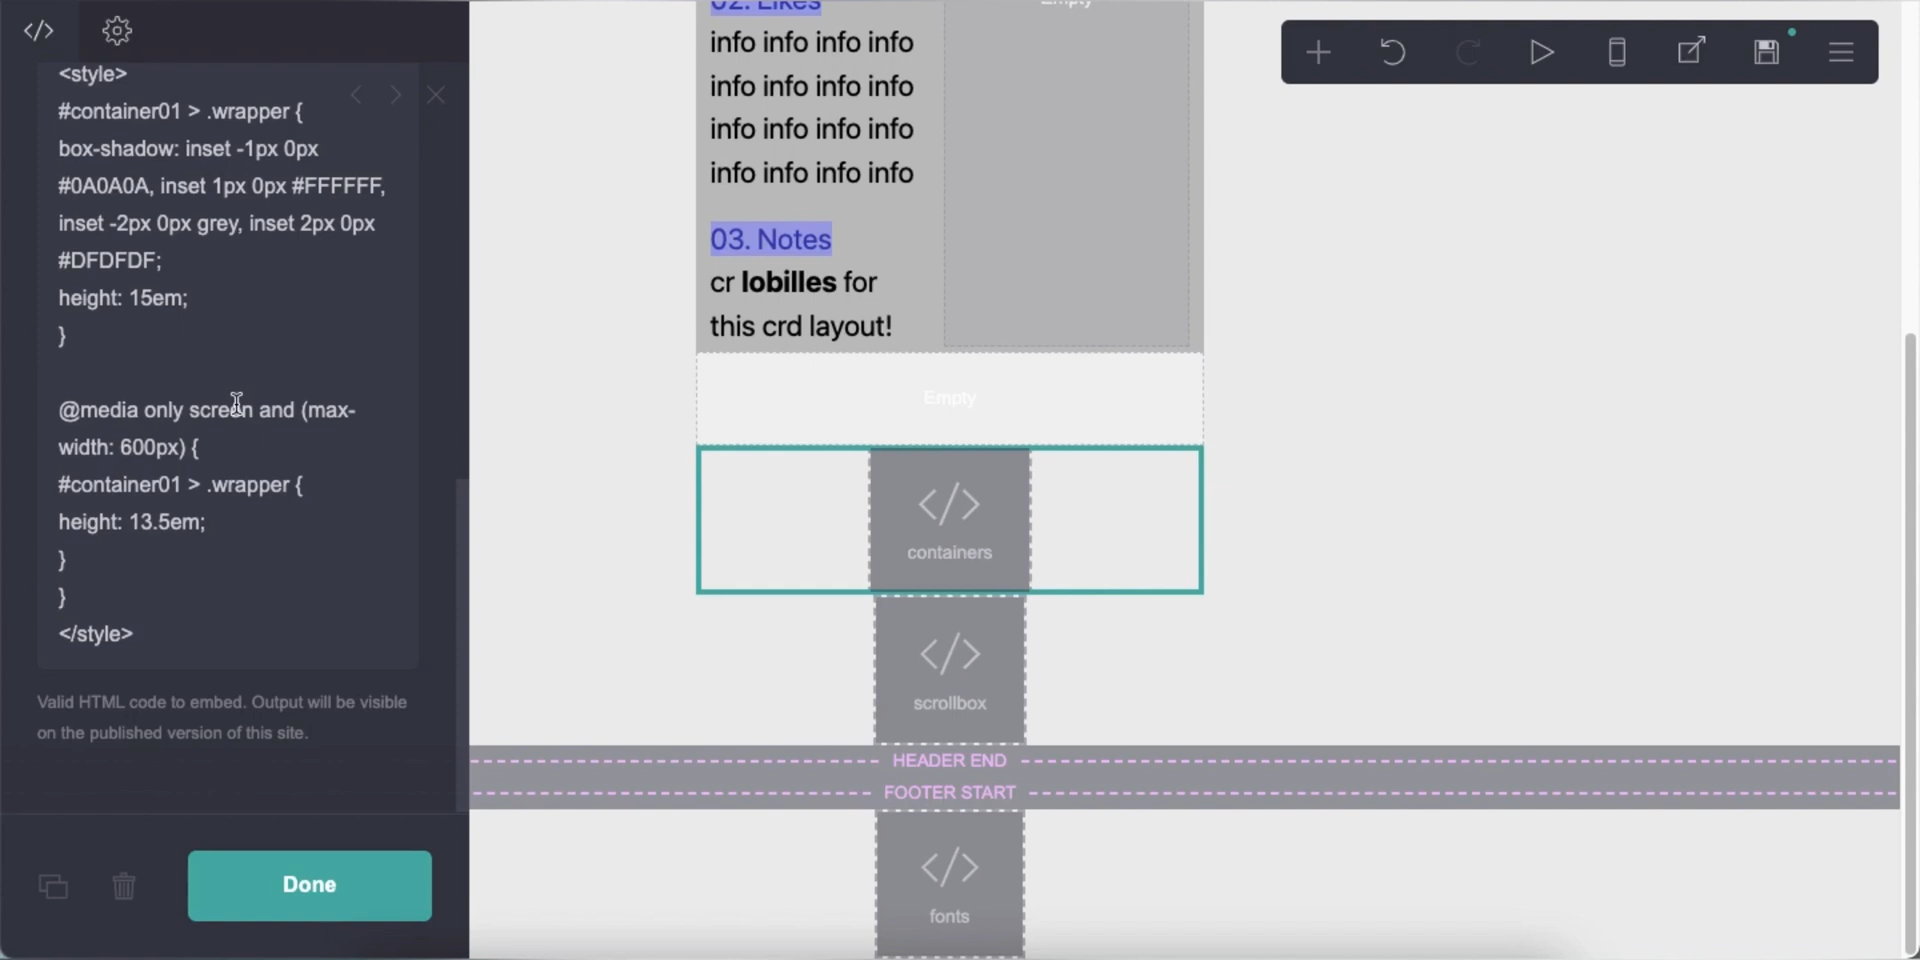 <style>
#container01 > .wrapper {
box-shadow: inset -1px 0px
#0A0A0A, inset 1px 0px #FFFFFF,
inset -2px 0px grey, inset 2px 0px
#DFDFDF;
height: 15em;
}
@media only screen and (max-
width: 600px) {
#container01 > .wrapper {
height: 13.5em;
}
}
</style>
Valid HTML code to embed. Output will be visible
on the published version of this site.
Done
02. Likes
Empty
info info info info
info info info info
info info info info
info info info info
03. Notes
cr lobilles for
this crd layout!
Empty
</>
containers
</>
scrollbox
HEADER END
FOOTER START
</>
fonts